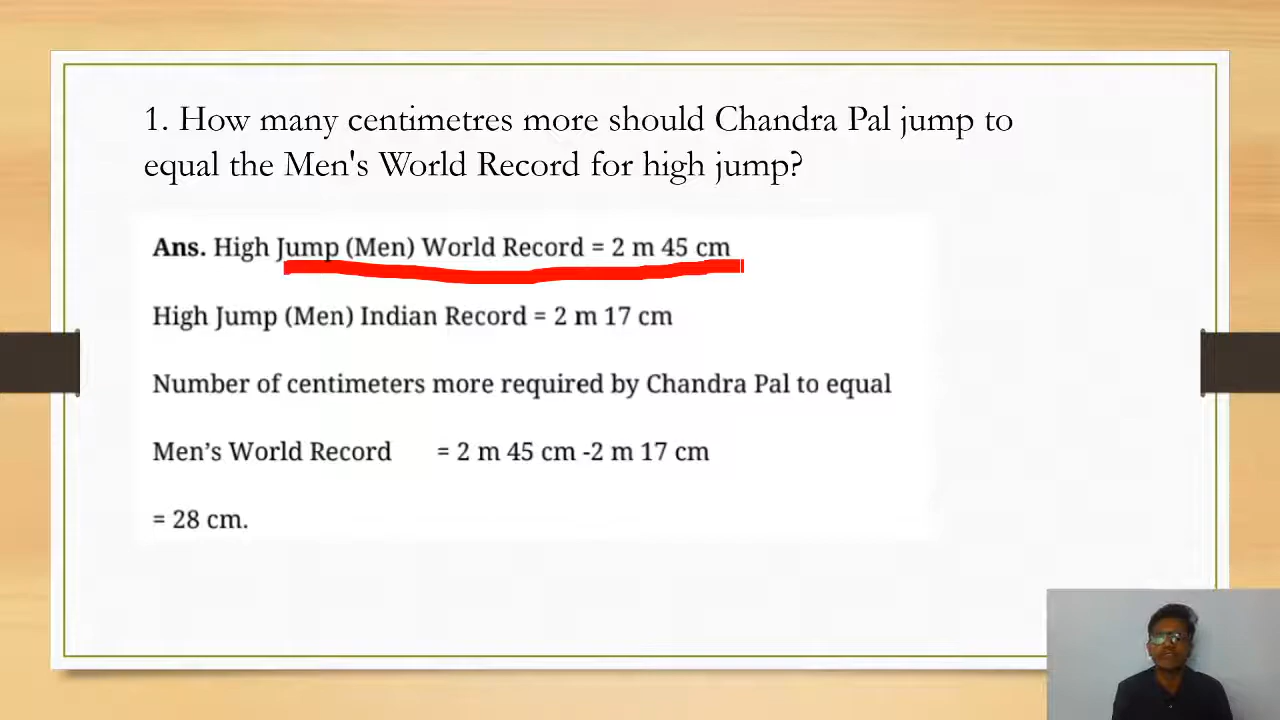 1. How many centimetres more should Chandra Pal jump to
equal the Men's World Record for high jump?
Ans. High Jump (Men) World Record = 2 m 45 cm
High Jump (Men) Indian Record = 2 m 17 cm
Number of centimeters more required by Chandra Pal to equal
Men’s World Record = 2 m 45 cm -2 m 17 cm
= 28 cm.